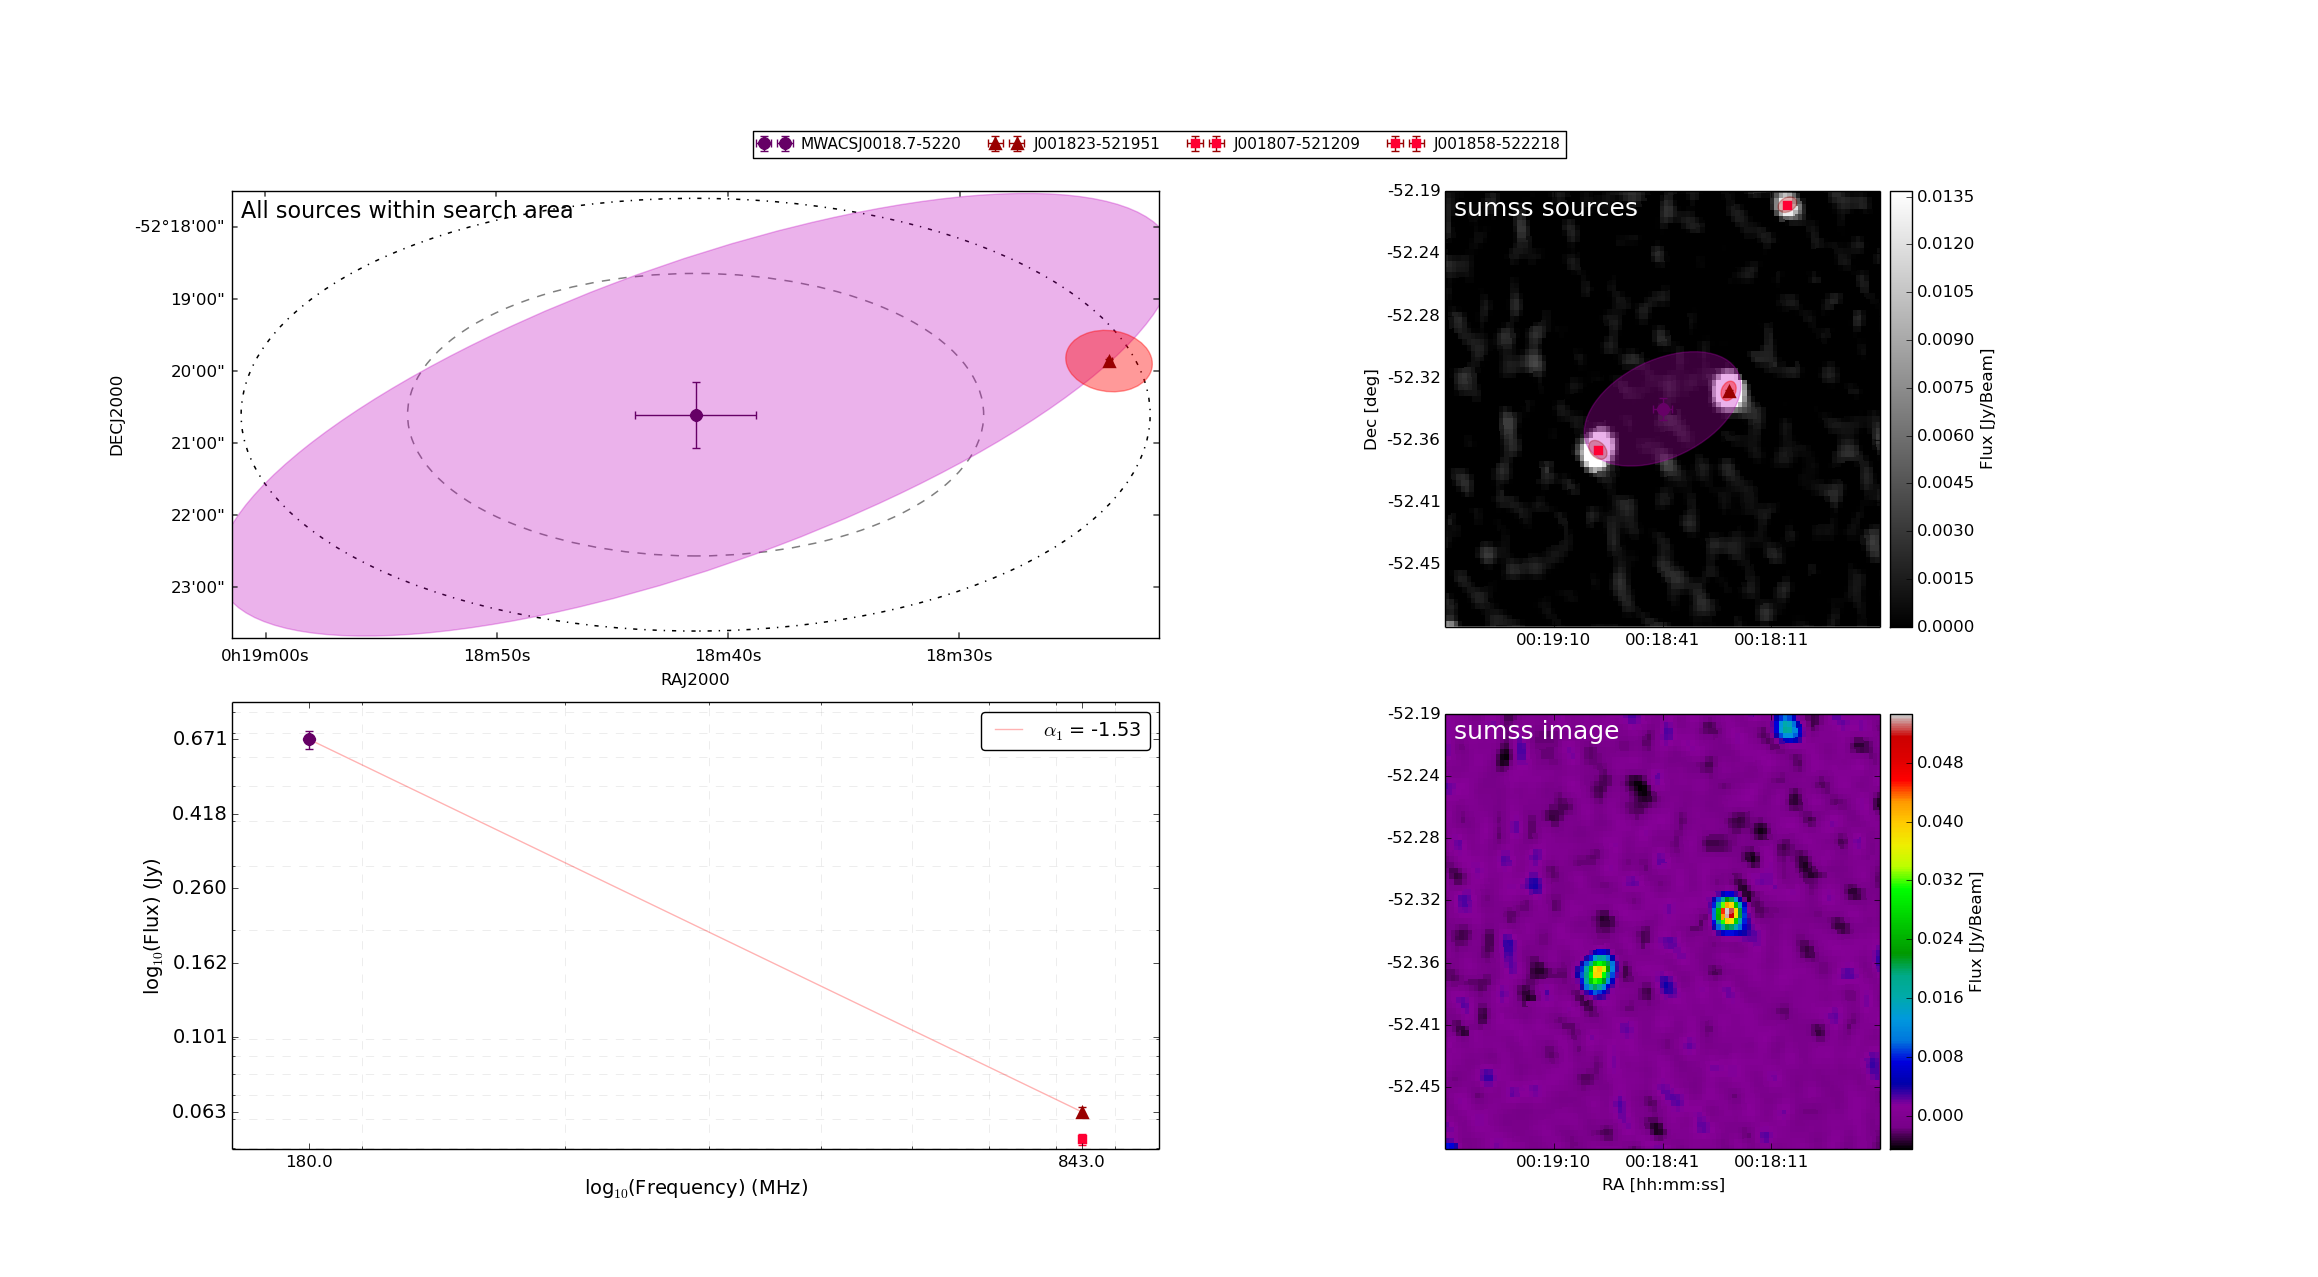 MWACSJ0018.7-5220 J001823-521951 J001807-521209 J001858-522218
All sources within search area
-52°18'00"
19'00"
20'00"
21'00"
22'00"
23'00"
DECJ2000
0h19m00s 18m50s 18m40s 18m30s
RAJ2000
sumss sources
-52.19
-52.24
-52.28
-52.32
-52.36
-52.41
-52.45
Dec [deg]
00:19:10 00:18:41 00:18:11
0.0135
0.0120
0.0105
0.0090
0.0075
0.0060
0.0045
0.0030
0.0015
0.0000
Flux [Jy/Beam]
α₁ = -1.53
0.671
0.418
0.260
0.162
0.101
0.063
log₁₀(Flux) (Jy)
180.0 843.0
log₁₀(Frequency) (MHz)
sumss image
-52.19
-52.24
-52.28
-52.32
-52.36
-52.41
-52.45
00:19:10 00:18:41 00:18:11
RA [hh:mm:ss]
0.048
0.040
0.032
0.024
0.016
0.008
0.000
Flux [Jy/Beam]